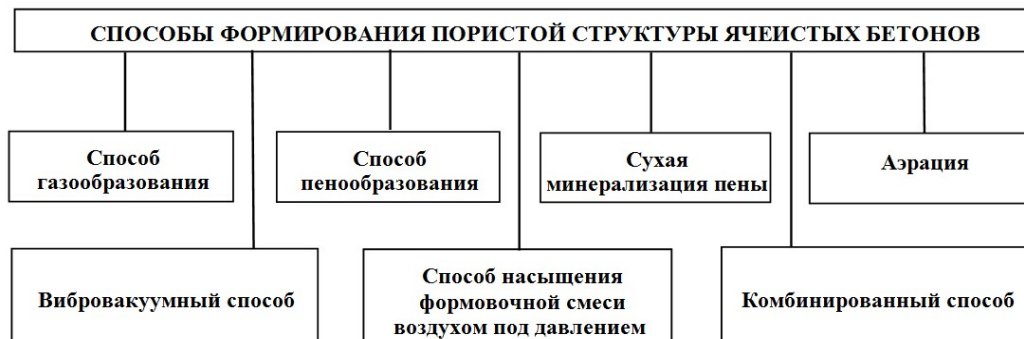 СПОСОБЫ ФОРМИРОВАНИЯ ПОРИСТОЙ СТРУКТУРЫ ЯЧЕИСТЫХ БЕТОНОВ
Способ
газообразования
Способ
пенообразования
Сухая
минерализация пены
Аэрация
Вибровакуумный способ
Способ насыщения
формовочной смеси
воздухом под давлением
Комбинированный способ